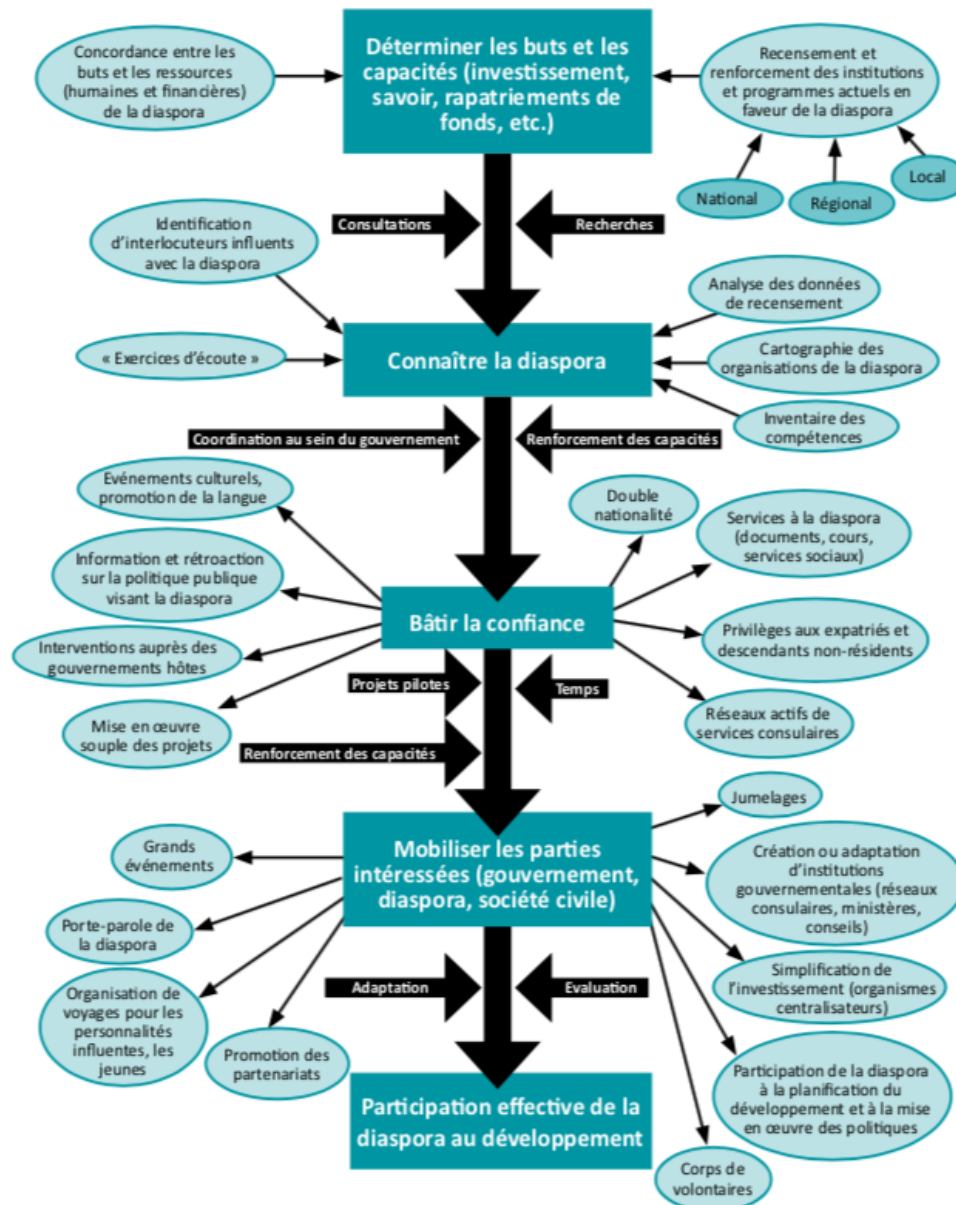 Concordance entre les
buts et les ressources
(humaines et financières)
de la diaspora
Déterminer les buts et les
capacités (investissement,
savoir, rapatriements de
fonds, etc.)
Recensement et
renforcement des institutions
et programmes actuels en
faveur de la diaspora
National
Régional
Local
Consultations
Recherches
Identification
d’interlocuteurs influents
avec la diaspora
« Exercices d’écoute »
Connaître la diaspora
Analyse des données
de recensement
Cartographie des
organisations de la diaspora
Inventaire des
compétences
Coordination au sein du gouvernement
Renforcement des capacités
Evénements culturels,
promotion de la langue
Information et rétroaction
sur la politique publique
visant la diaspora
Interventions auprès des
gouvernements hôtes
Mise en œuvre
souple des projets
Bâtir la confiance
Double
nationalité
Services à la diaspora
(documents, cours,
services sociaux)
Privilèges aux expatriés et
descendants non-résidents
Réseaux actifs de
services consulaires
Projets pilotes
Temps
Renforcement des capacités
Grands
événements
Porte-parole de
la diaspora
Organisation de
voyages pour les
personnalités
influentes, les
jeunes
Promotion des
partenariats
Mobiliser les parties
intéressées (gouvernement,
diaspora, société civile)
Jumelages
Création ou adaptation
d’institutions
gouvernementales (réseaux
consulaires, ministères,
conseils)
Simplification de
l’investissement (organismes
centralisateurs)
Participation de la diaspora
à la planification du
développement et à la mise
en œuvre des politiques
Corps de
volontaires
Adaptation
Evaluation
Participation effective de la
diaspora au développement